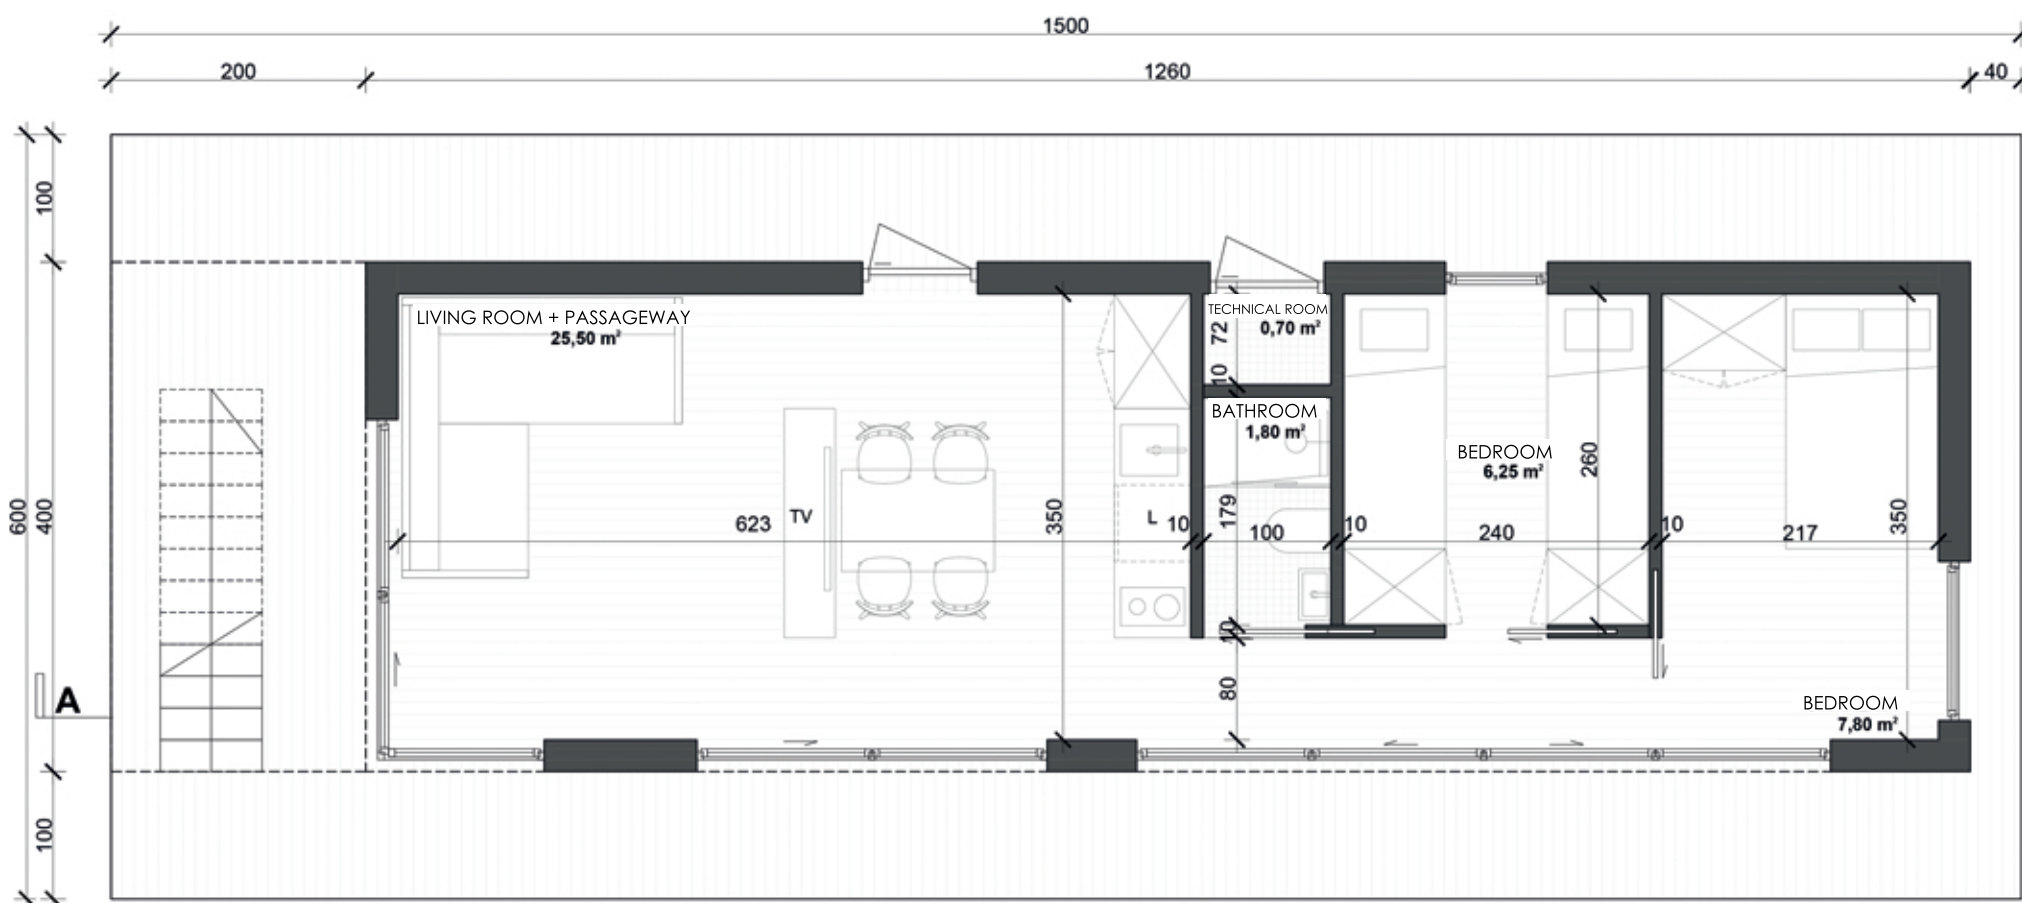 1500
200
1260
40
100
LIVING ROOM + PASSAGEWAY
25,50 m²
TECHNICAL ROOM
0,70 m²
72
10
BATHROOM
1,80 m²
BEDROOM
6,25 m²
260
600
400
623
TV
350
L
10
179
100
10
240
10
217
350
10
80
A
BEDROOM
7,80 m²
100